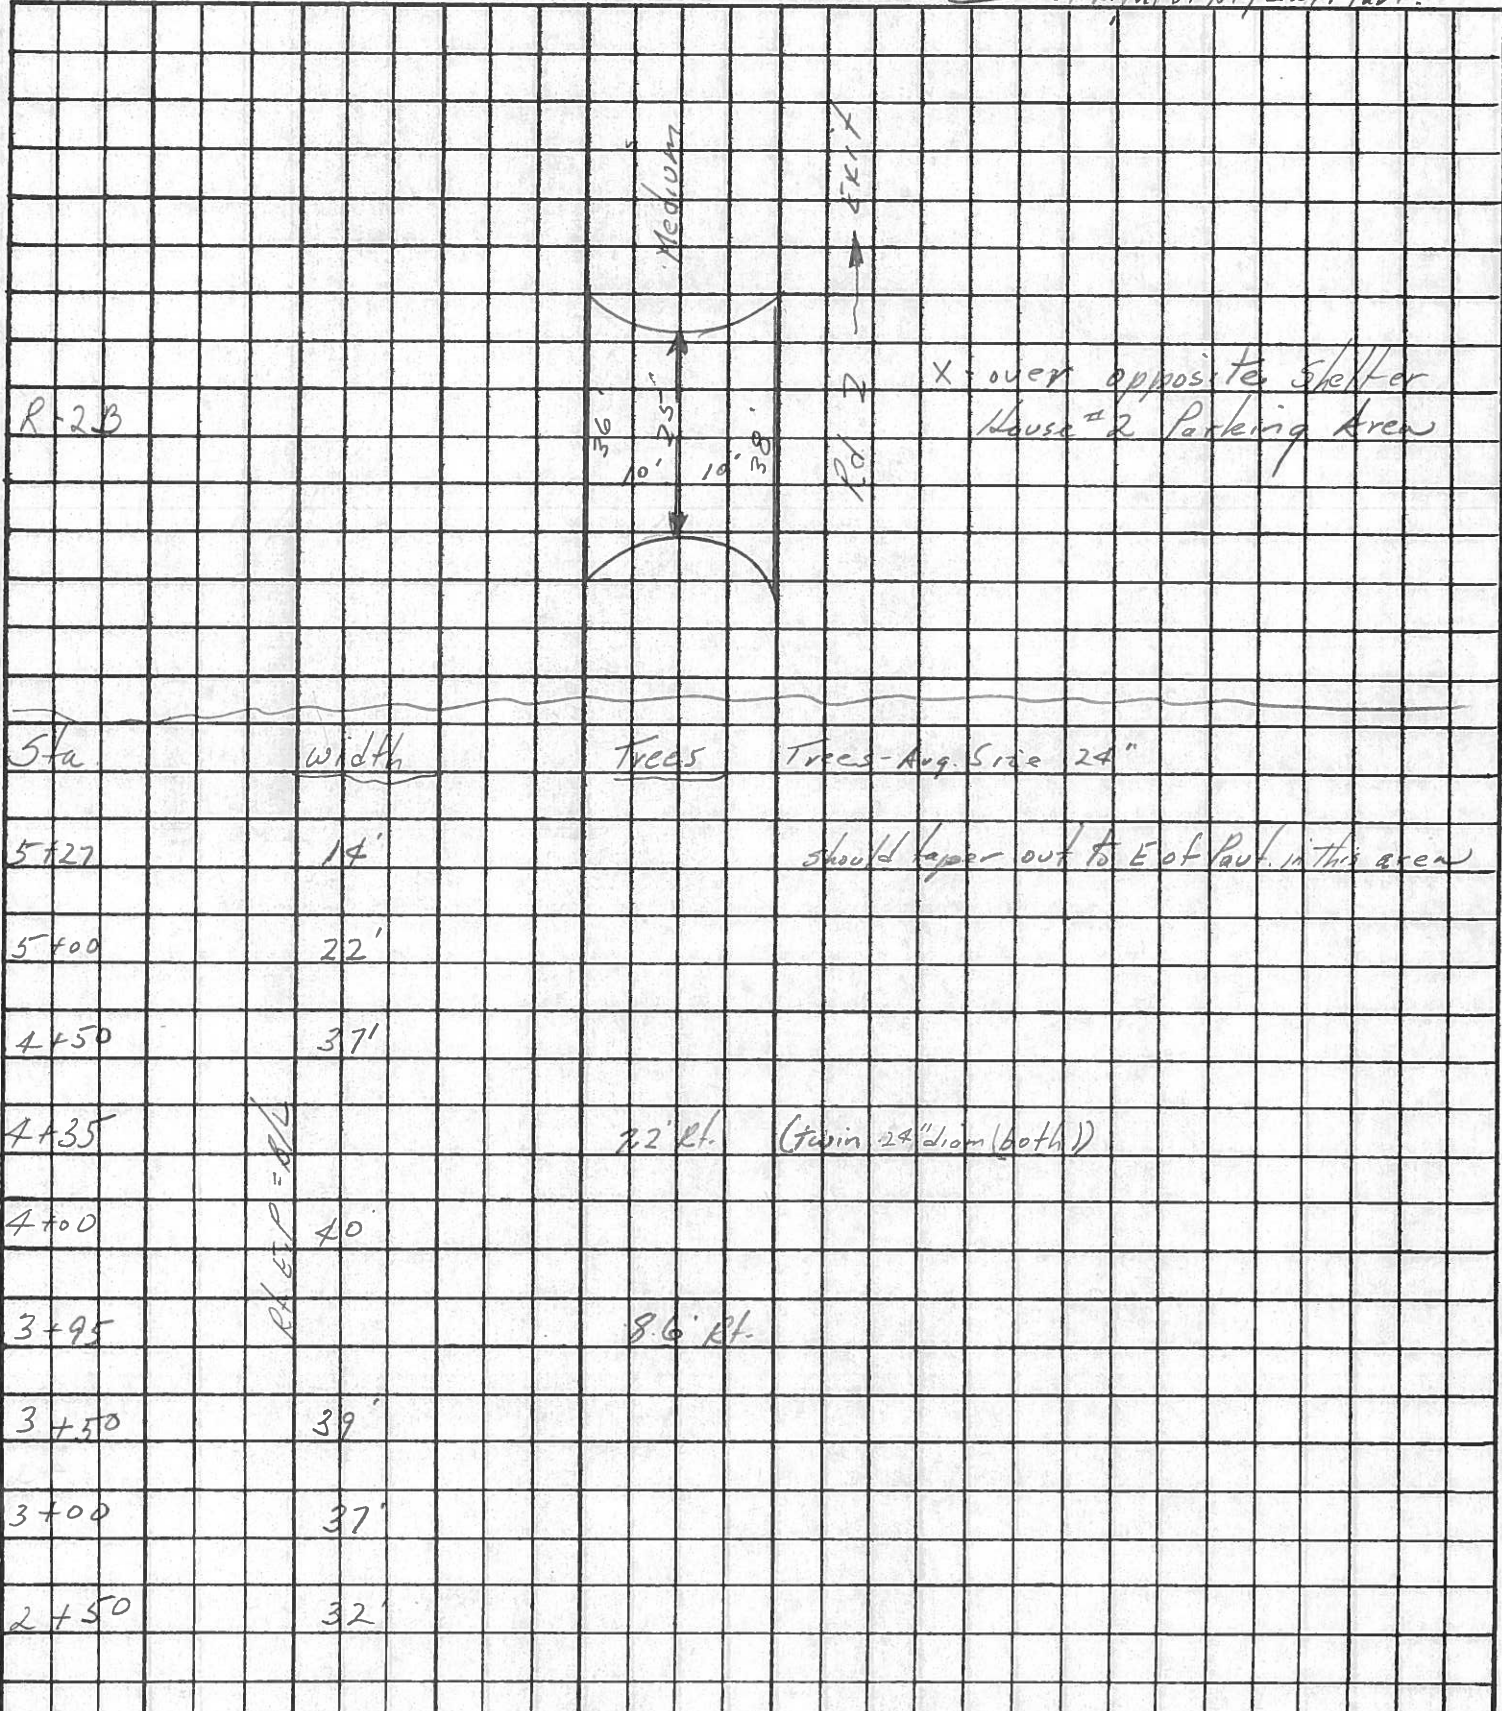 Medium
Exit
X-over opposite Shelter
R-2B
36'
25'
38'
Rd 2
House #2 Parking Area
10'
10'
Sta. width Trees Trees-Avg. Size 24"
5+27 14' should taper out to E of Pavt. in this area
5+00 22'
4+50 37'
4+35 22' Rt. (twin 24" diam (both))
4+00 40'
Rt. E.P. = B/L
3+95 8.6' Rt.
3+50 39'
3+00 37'
2+50 32'